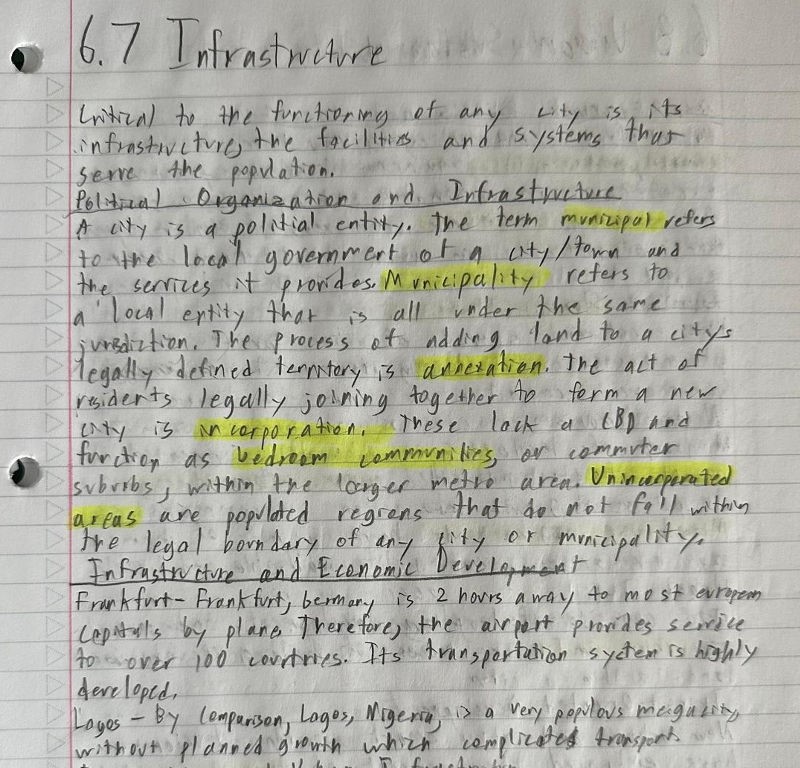 6.7 Infrastructure
Critical to the functioning of any city is its
infrastructure, the facilities and systems that
serve the population.
Political Organization and Infrastructure
A city is a politial entity. The term municipal refers
to the local government of a city/town and
the services it provides. Municipality refers to
a local entity that is all under the same
jurisdiction. The process of adding land to a citys
legally defined territory is annexation. The act of
residents legally joining together to form a new
city is incorporation. These lack a CBD and
function as bedroom communities, or commuter
suburbs, within the larger metro area. Unincorporated
areas are populated regions that do not fall within
the legal boundary of any city or municipality.
Infrastructure and Economic Development
Frankfurt - Frankfurt, Germany is 2 hours away to most european
capitals by plane. Therefore, the airport provides service
to over 100 countries. Its transportation system is highly
developed.
Lagos - By comparison, Lagos, Nigeria, is a very populous megacity
without planned growth which complicated transport